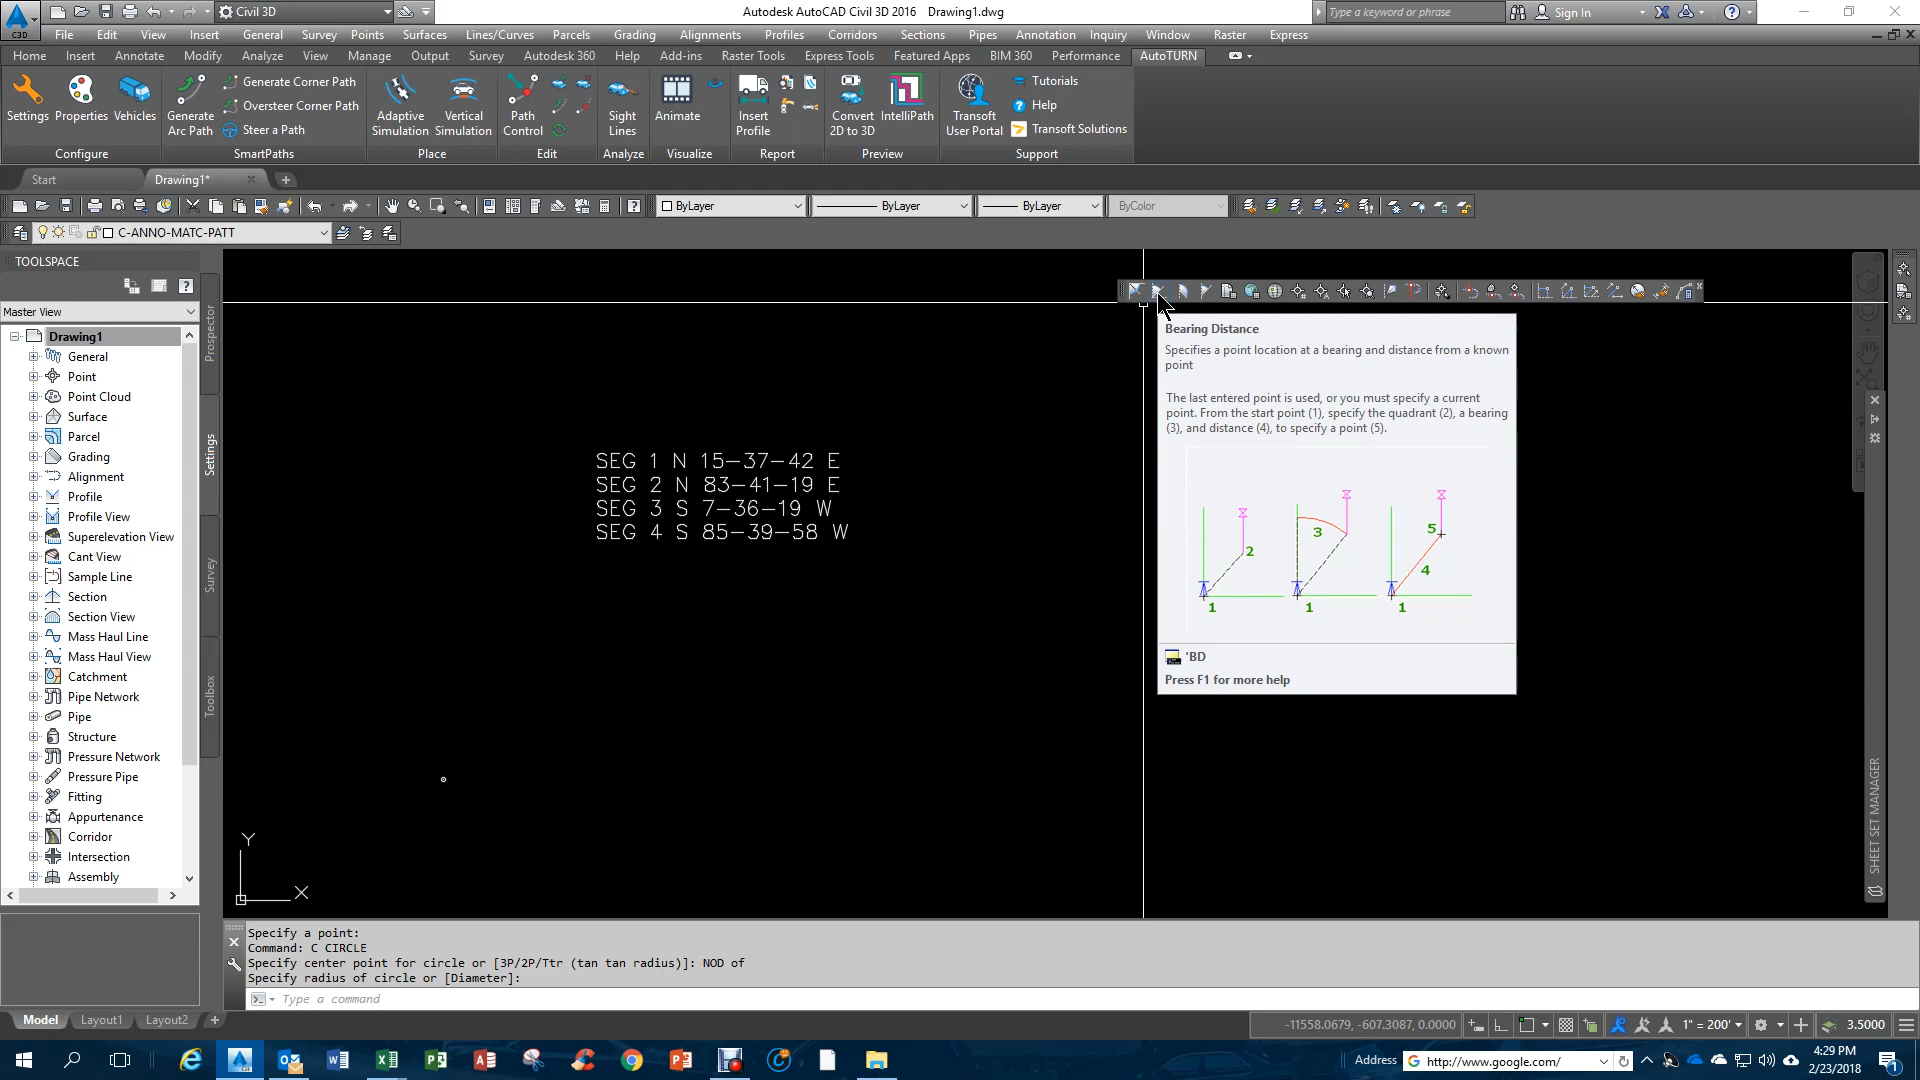 Civil 3D
Autodesk AutoCAD Civil 3D 2016 Drawing1.dwg
Type a keyword or phrase
Sign In
C3D
File Edit View Insert General Survey Points Surfaces Lines/Curves Parcels Grading Alignments Profiles Corridors Sections Pipes Annotation Inquiry Window Raster Express
Home Insert Annotate Modify Analyze View Manage Output Survey Autodesk 360 Help Add-ins Raster Tools Express Tools Featured Apps BIM 360 Performance AutoTURN
Settings Properties Vehicles
Generate Arc Path
Generate Corner Path
Oversteer Corner Path
Steer a Path
Adaptive Simulation
Vertical Simulation
Path Control
Sight Lines
Animate
Insert Profile
Convert 2D to 3D
IntelliPath
Transoft User Portal
Tutorials
Help
Transoft Solutions
Configure SmartPaths Place Edit Analyze Visualize Report Preview Support
Start Drawing1*
ByLayer ByLayer ByLayer ByColor
C-ANNO-MATC-PATT
TOOLSPACE
Master View
Drawing1
General
Point
Point Cloud
Surface
Parcel
Grading
Alignment
Profile
Profile View
Superelevation View
Cant View
Sample Line
Section
Section View
Mass Haul Line
Mass Haul View
Catchment
Pipe Network
Pipe
Structure
Pressure Network
Pressure Pipe
Fitting
Appurtenance
Corridor
Intersection
Assembly
Prospector
Settings
Survey
Toolbox
SEG 1 N 15-37-42 E
SEG 2 N 83-41-19 E
SEG 3 S 7-36-19 W
SEG 4 S 85-39-58 W
Y
X
Bearing Distance
Specifies a point location at a bearing and distance from a known
point
The last entered point is used, or you must specify a current
point. From the start point (1), specify the quadrant (2), a bearing
(3), and distance (4), to specify a point (5).
2 3 5 4
1 1 1
'BD
Press F1 for more help
SHEET SET MANAGER
Specify a point:
Command: C CIRCLE
Specify center point for circle or [3P/2P/Ttr (tan tan radius)]: NOD of
Specify radius of circle or [Diameter]:
Type a command
Model Layout1 Layout2
-11558.0679, -607.3087, 0.0000
1" = 200'
3.5000
Address
http://www.google.com/
4:29 PM
2/23/2018
1